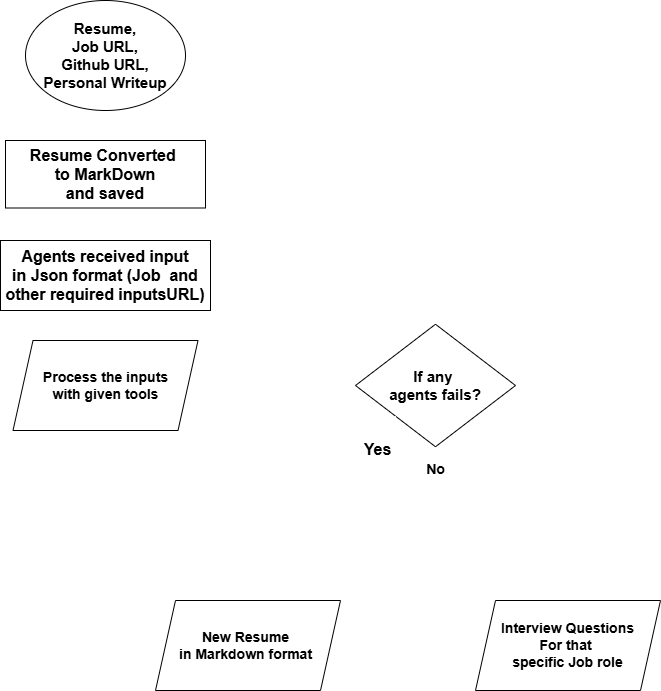 Resume,
Job URL,
Github URL,
Personal Writeup
Resume Converted
to MarkDown
and saved
Agents received input
in Json format (Job and
other required inputsURL)
Process the inputs
with given tools
If any
agents fails?
Yes
No
New Resume
in Markdown format
Interview Questions
For that
specific Job role